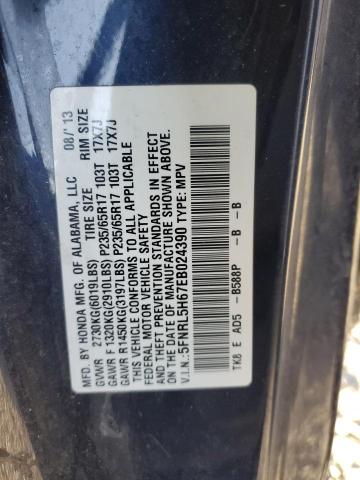 MFD. BY HONDA MFG. OF ALABAMA, LLC 08/'13
TIRE SIZE RIM SIZE
GVWR 2730KG(6019LBS) P235/65R17 103T 17X7J
GAWR F 1320KG(2910LBS) P235/65R17 103T 17X7J
GAWR R1450KG(3197LBS)
THIS VEHICLE CONFORMS TO ALL APPLICABLE
FEDERAL MOTOR VEHICLE SAFETY
AND THEFT PREVENTION STANDARDS IN EFFECT
ON THE DATE OF MANUFACTURE SHOWN ABOVE.
V.I.N.:5FNRL5H67EB024390 TYPE: MPV
TK8 E AD5 -B588P -B -B